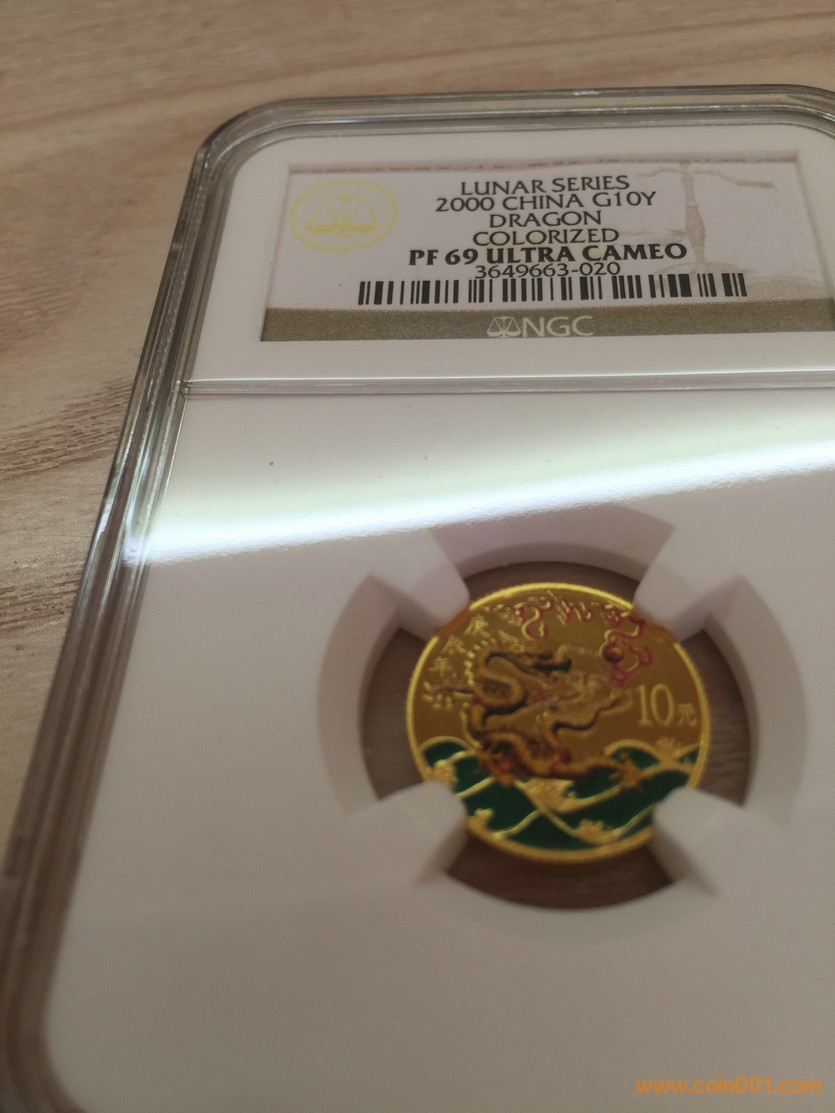 LUNAR SERIES
2000 CHINA G10Y
DRAGON
COLORIZED
PF 69 ULTRA CAMEO
3649663-020
NGC
10元
www.coin001.com